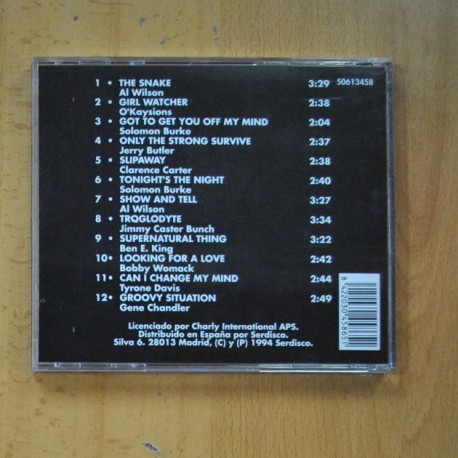 1 • THE SNAKE 3:29 50613458
Al Wilson
2 • GIRL WATCHER 2:38
O'Kaysions
3 • GOT TO GET YOU OFF MY MIND 2:04
Solomon Burke
4 • ONLY THE STRONG SURVIVE 2:37
Jerry Butler
5 • SLIPAWAY 2:38
Clarence Carter
6 • TONIGHT'S THE NIGHT 2:40
Solomon Burke
7 • SHOW AND TELL 2:27
Al Wilson
8 • TRQGLODYTE 3:34
Jimmy Caster Bunch
9 • SUPERNATURAL THING 3:22
Ben E. King
10• LOOKING FOR A LOVE 2:42
Bobby Womack
11• CAN I CHANGE MY MIND 2:44
Tyrone Davis
12• GROOVY SITUATION 2:49
Gene Chandler
Licenciado por Charly International APS.
Distribuido en España por Serdisco.
Silva 6. 28013 Madrid, (C) y (P) 1994 Serdisco.